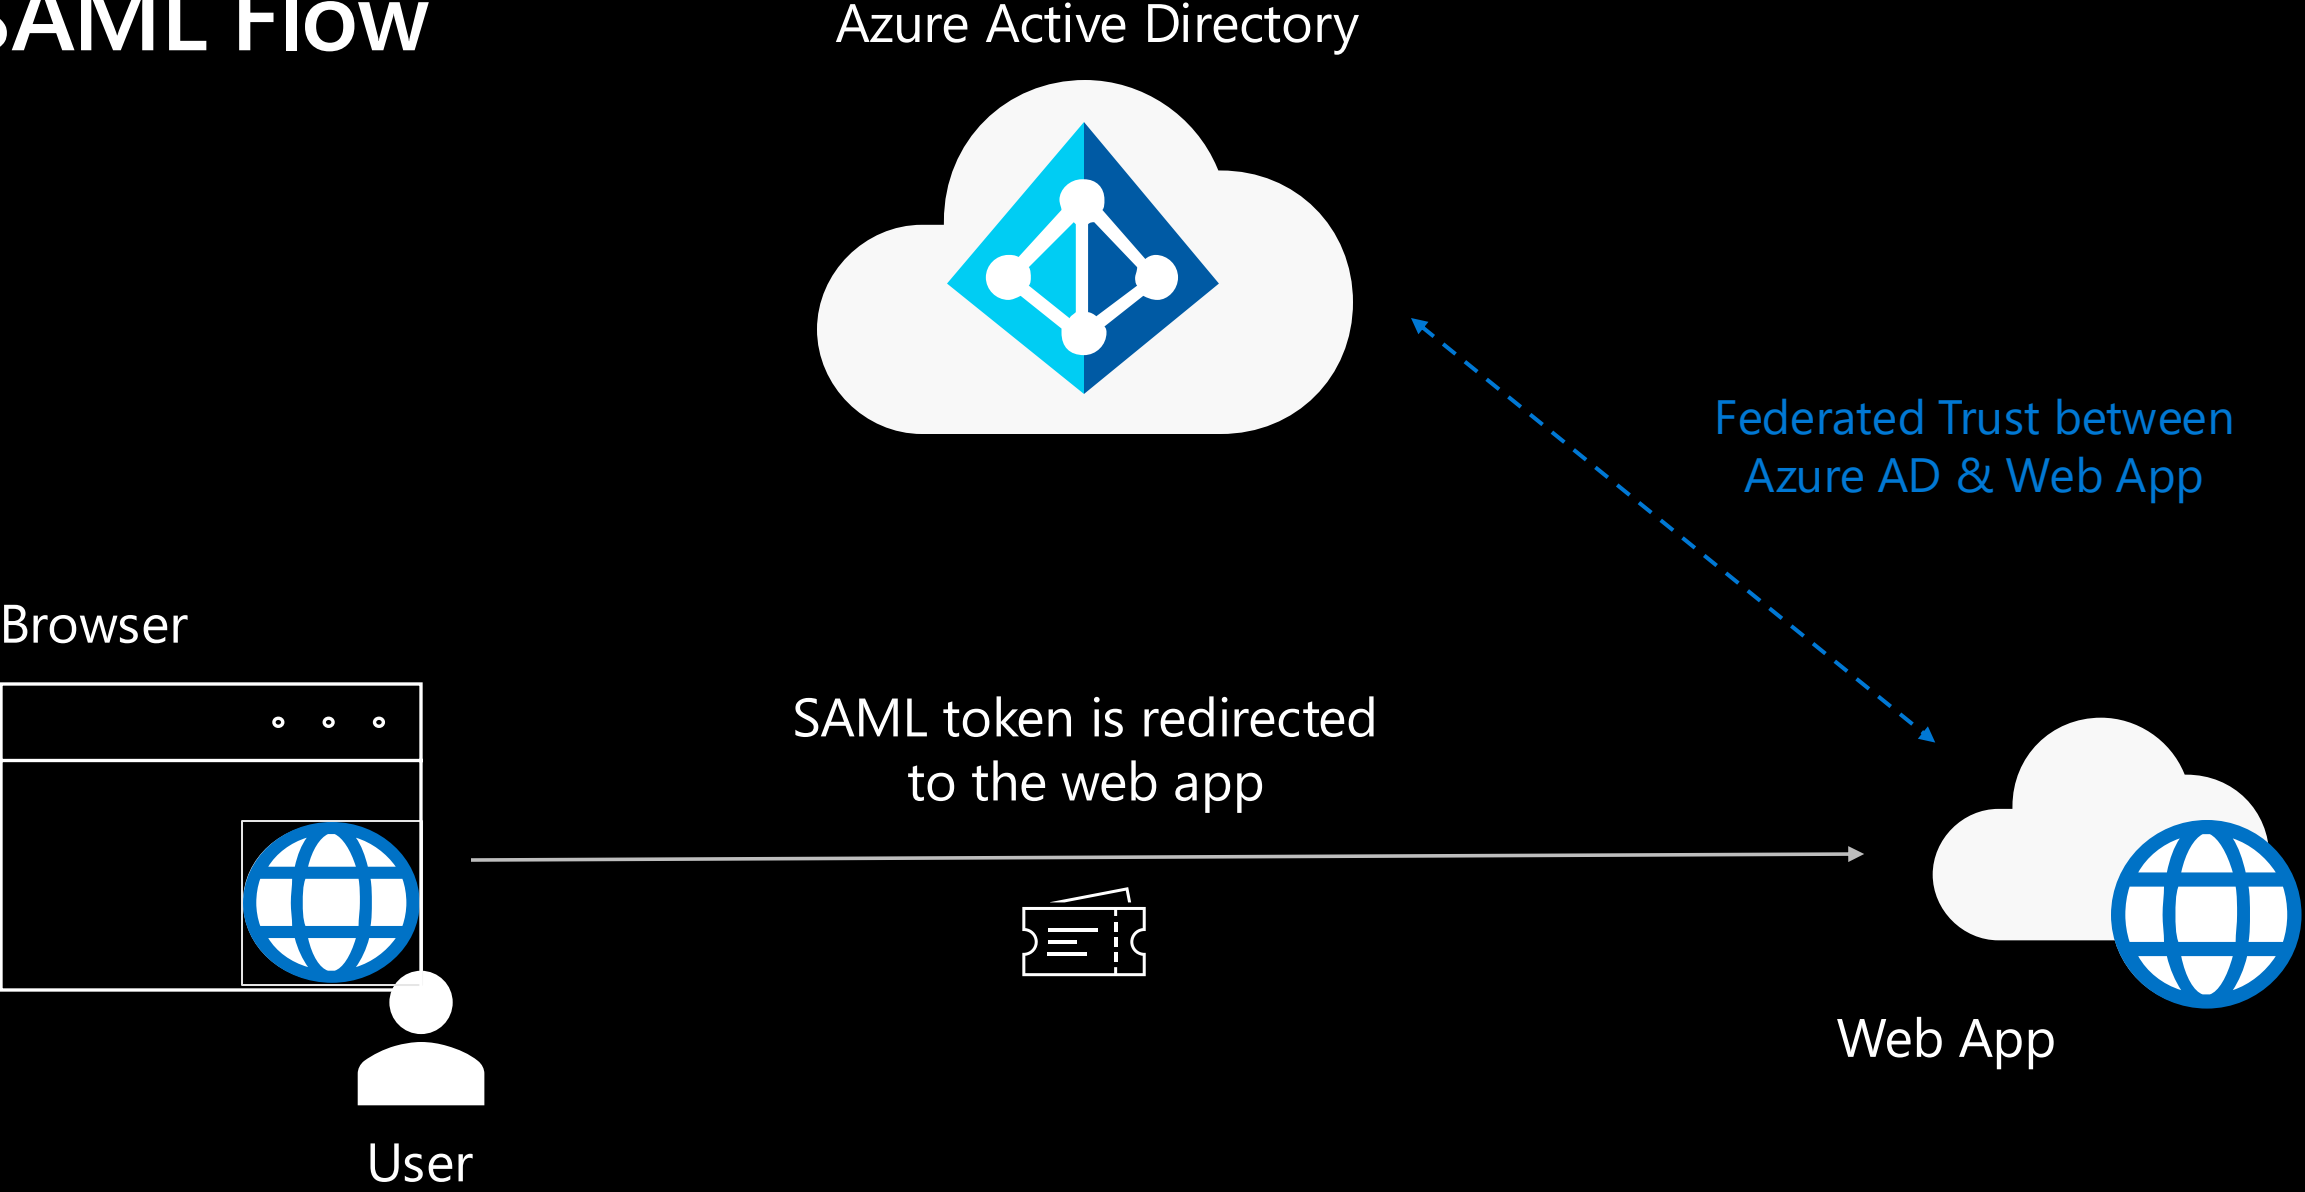 SAML Flow
Azure Active Directory
Federated Trust between
Azure AD & Web App
Browser
SAML token is redirected
to the web app
Web App
User